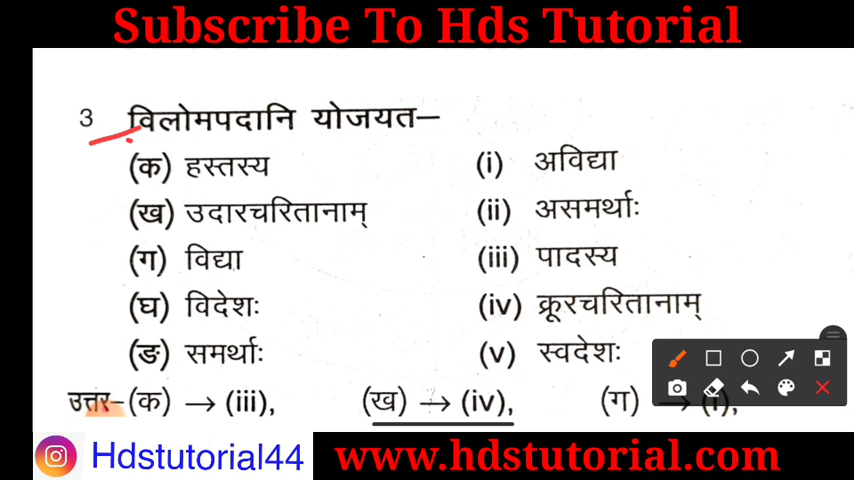 Subscribe To Hds Tutorial
3 विलोमपदानि योजयत–
(क) हस्तस्य (i) अविद्या
(ख) उदारचरितानाम् (ii) असमर्थाः
(ग) विद्या (iii) पादस्य
(घ) विदेशः (iv) क्रूरचरितानाम्
(ङ) समर्थाः (v) स्वदेशः
उत्तर–(क) → (iii), (ख) → (iv), (ग) → (i),
Hdstutorial44 www.hdstutorial.com